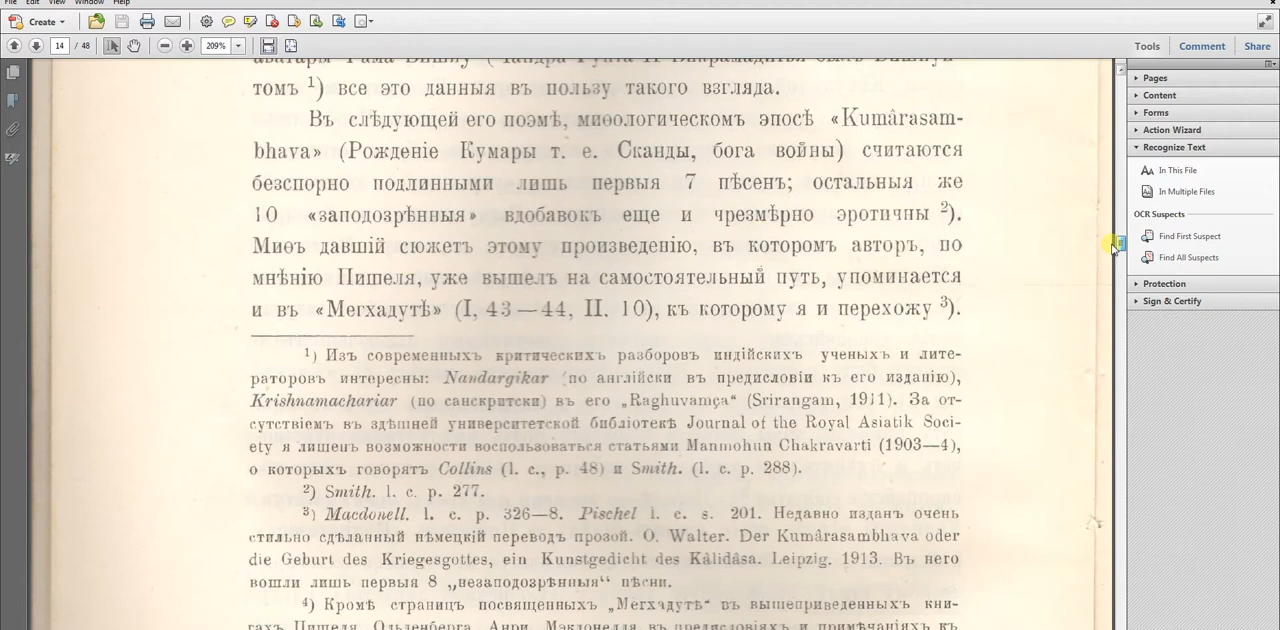 File Edit View Window Help
Create
14 / 48 209% Tools Comment Share
томъ ¹) все это данныя въ пользу такого взгляда.
Въ слѣдующей его поэмѣ, миѳологическомъ эпосѣ «Kumârasam-
bhava» (Рожденіе Кумары т. е. Сканды, бога войны) считаются
безспорно подлинными лишь первыя 7 пѣсенъ; остальныя же
10 «заподозрѣнныя» вдобавокъ еще и чрезмѣрно эротичны ²).
Миѳъ давшій сюжетъ этому произведенію, въ которомъ авторъ, по
мнѣнію Пишеля, уже вышелъ на самостоятельный путь, упоминается
и въ «Мегхадутѣ» (I, 43—44, II. 10), къ которому я и перехожу ³).
¹) Изъ современныхъ критическихъ разборовъ индійскихъ ученыхъ и лите-
раторовъ интересны: Nandargikar (по англійски въ предисловіи къ его изданію),
Krishnamachariar (по санскритски) въ его „Raghuvamça“ (Srirangam, 1911). За от-
сутствіемъ въ здѣшней университетской библіотекѣ Journal of the Royal Asiatik Soci-
ety я лишенъ возможности воспользоваться статьями Manmohun Chakravarti (1903—4),
о которыхъ говорятъ Collins (l. c., p. 48) и Smith. (l. c. p. 288).
²) Smith. l. c. p. 277.
³) Macdonell. l. c. p. 326—8. Pischel l. c. s. 201. Недавно изданъ очень
стильно сдѣланный нѣмецкій переводъ прозой. O. Walter. Der Kumârasambhava oder
die Geburt des Kriegesgottes, ein Kunstgedicht des Kâlidâsa. Leipzig. 1913. Въ него
вошли лишь первыя 8 „незаподозрѣнныя“ пѣсни.
⁴) Кромѣ страницъ посвященныхъ „Мегхадутѣ“ въ вышеприведенныхъ кни-
гахъ Пишеля, Ольденберга, Анри, Макдонелля, въ предисловіяхъ и примѣчаніяхъ къ
Pages
Content
Forms
Action Wizard
Recognize Text
In This File
In Multiple Files
OCR Suspects
Find First Suspect
Find All Suspects
Protection
Sign & Certify